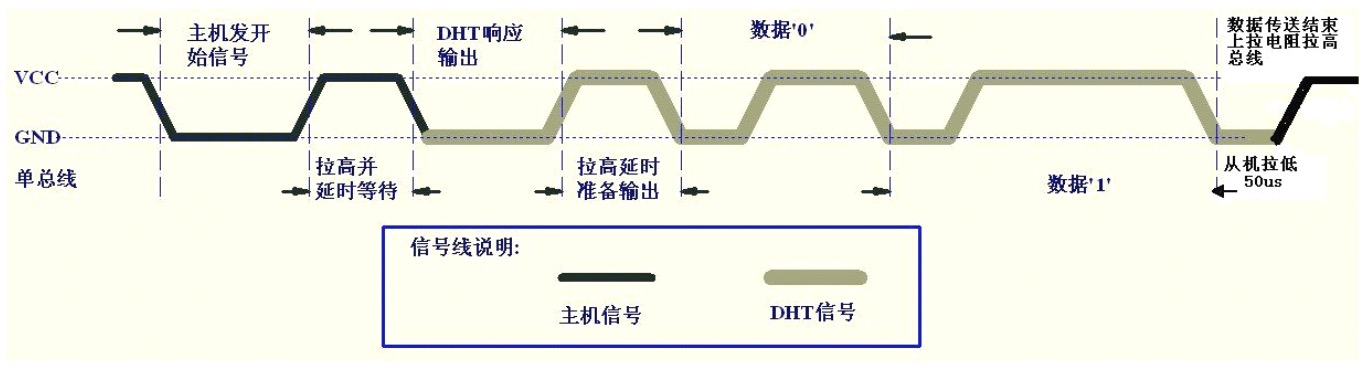 主机发开
始信号
DHT响应
输出
数据'0'
数据传送结束
上拉电阻拉高
总线
VCC
GND
单总线
拉高并
延时等待
拉高延时
准备输出
数据'1'
从机拉低
50us
信号线说明:
主机信号
DHT信号